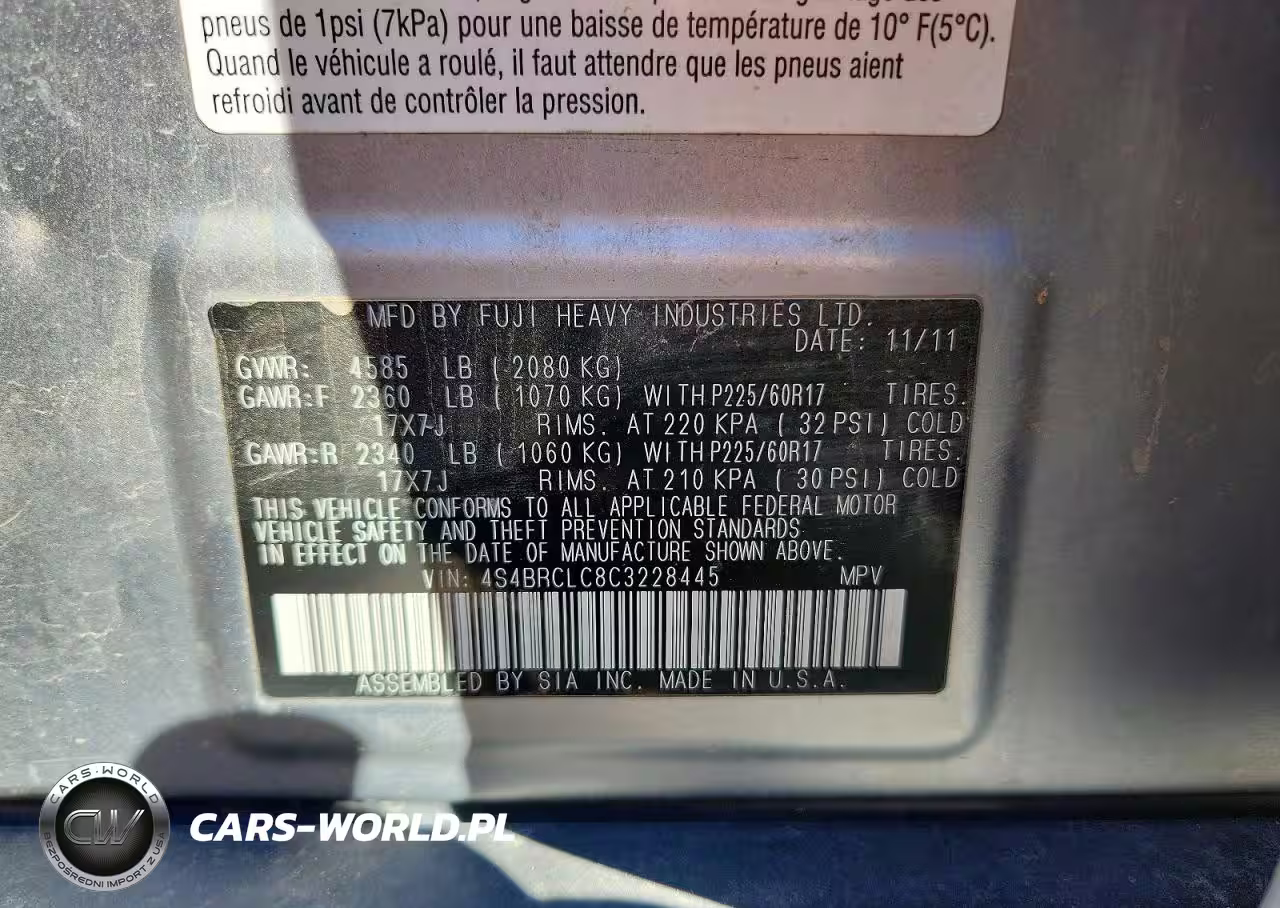 pneus de 1psi (7kPa) pour une baisse de température de 10° F(5°C).
Quand le véhicule a roulé, il faut attendre que les pneus aient
refroidi avant de contrôler la pression.
MFD BY FUJI HEAVY INDUSTRIES LTD.
DATE: 11/11
GVWR: 4585 LB ( 2080 KG)
GAWR:F 2360 LB ( 1070 KG) WITH P225/60R17 TIRES.
17X7J RIMS. AT 220 KPA ( 32 PSI) COLD
GAWR:R 2340 LB ( 1060 KG) WITH P225/60R17 TIRES.
17X7J RIMS. AT 210 KPA ( 30 PSI) COLD
THIS VEHICLE CONFORMS TO ALL APPLICABLE FEDERAL MOTOR
VEHICLE SAFETY AND THEFT PREVENTION STANDARDS
IN EFFECT ON THE DATE OF MANUFACTURE SHOWN ABOVE.
VIN: 4S4BRCLC8C3228445 MPV
ASSEMBLED BY SIA INC. MADE IN U.S.A.
CARS-WORLD
CW
BEZPOŚREDNI IMPORT Z USA
CARS-WORLD.PL